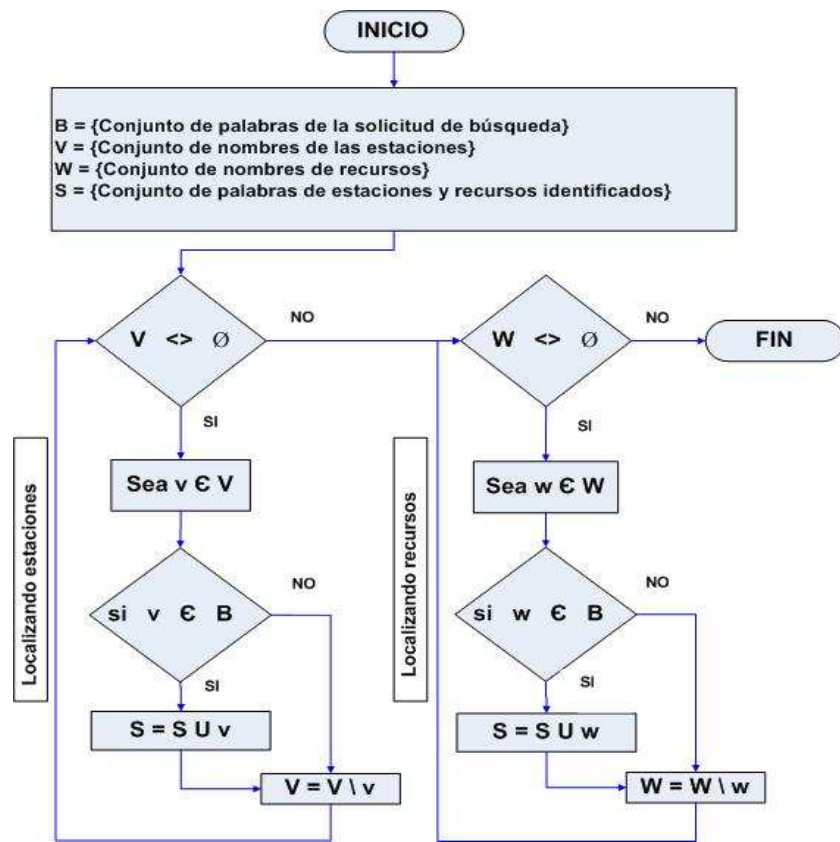 INICIO
B = {Conjunto de palabras de la solicitud de búsqueda}
V = {Conjunto de nombres de las estaciones}
W = {Conjunto de nombres de recursos}
S = {Conjunto de palabras de estaciones y recursos identificados}
V <> Ø
NO
SI
Sea v Є V
si v Є B
NO
SI
S = S U v
V = V \ v
Localizando estaciones
W <> Ø
NO
FIN
SI
Sea w Є W
si w Є B
NO
SI
S = S U w
W = W \ w
Localizando recursos